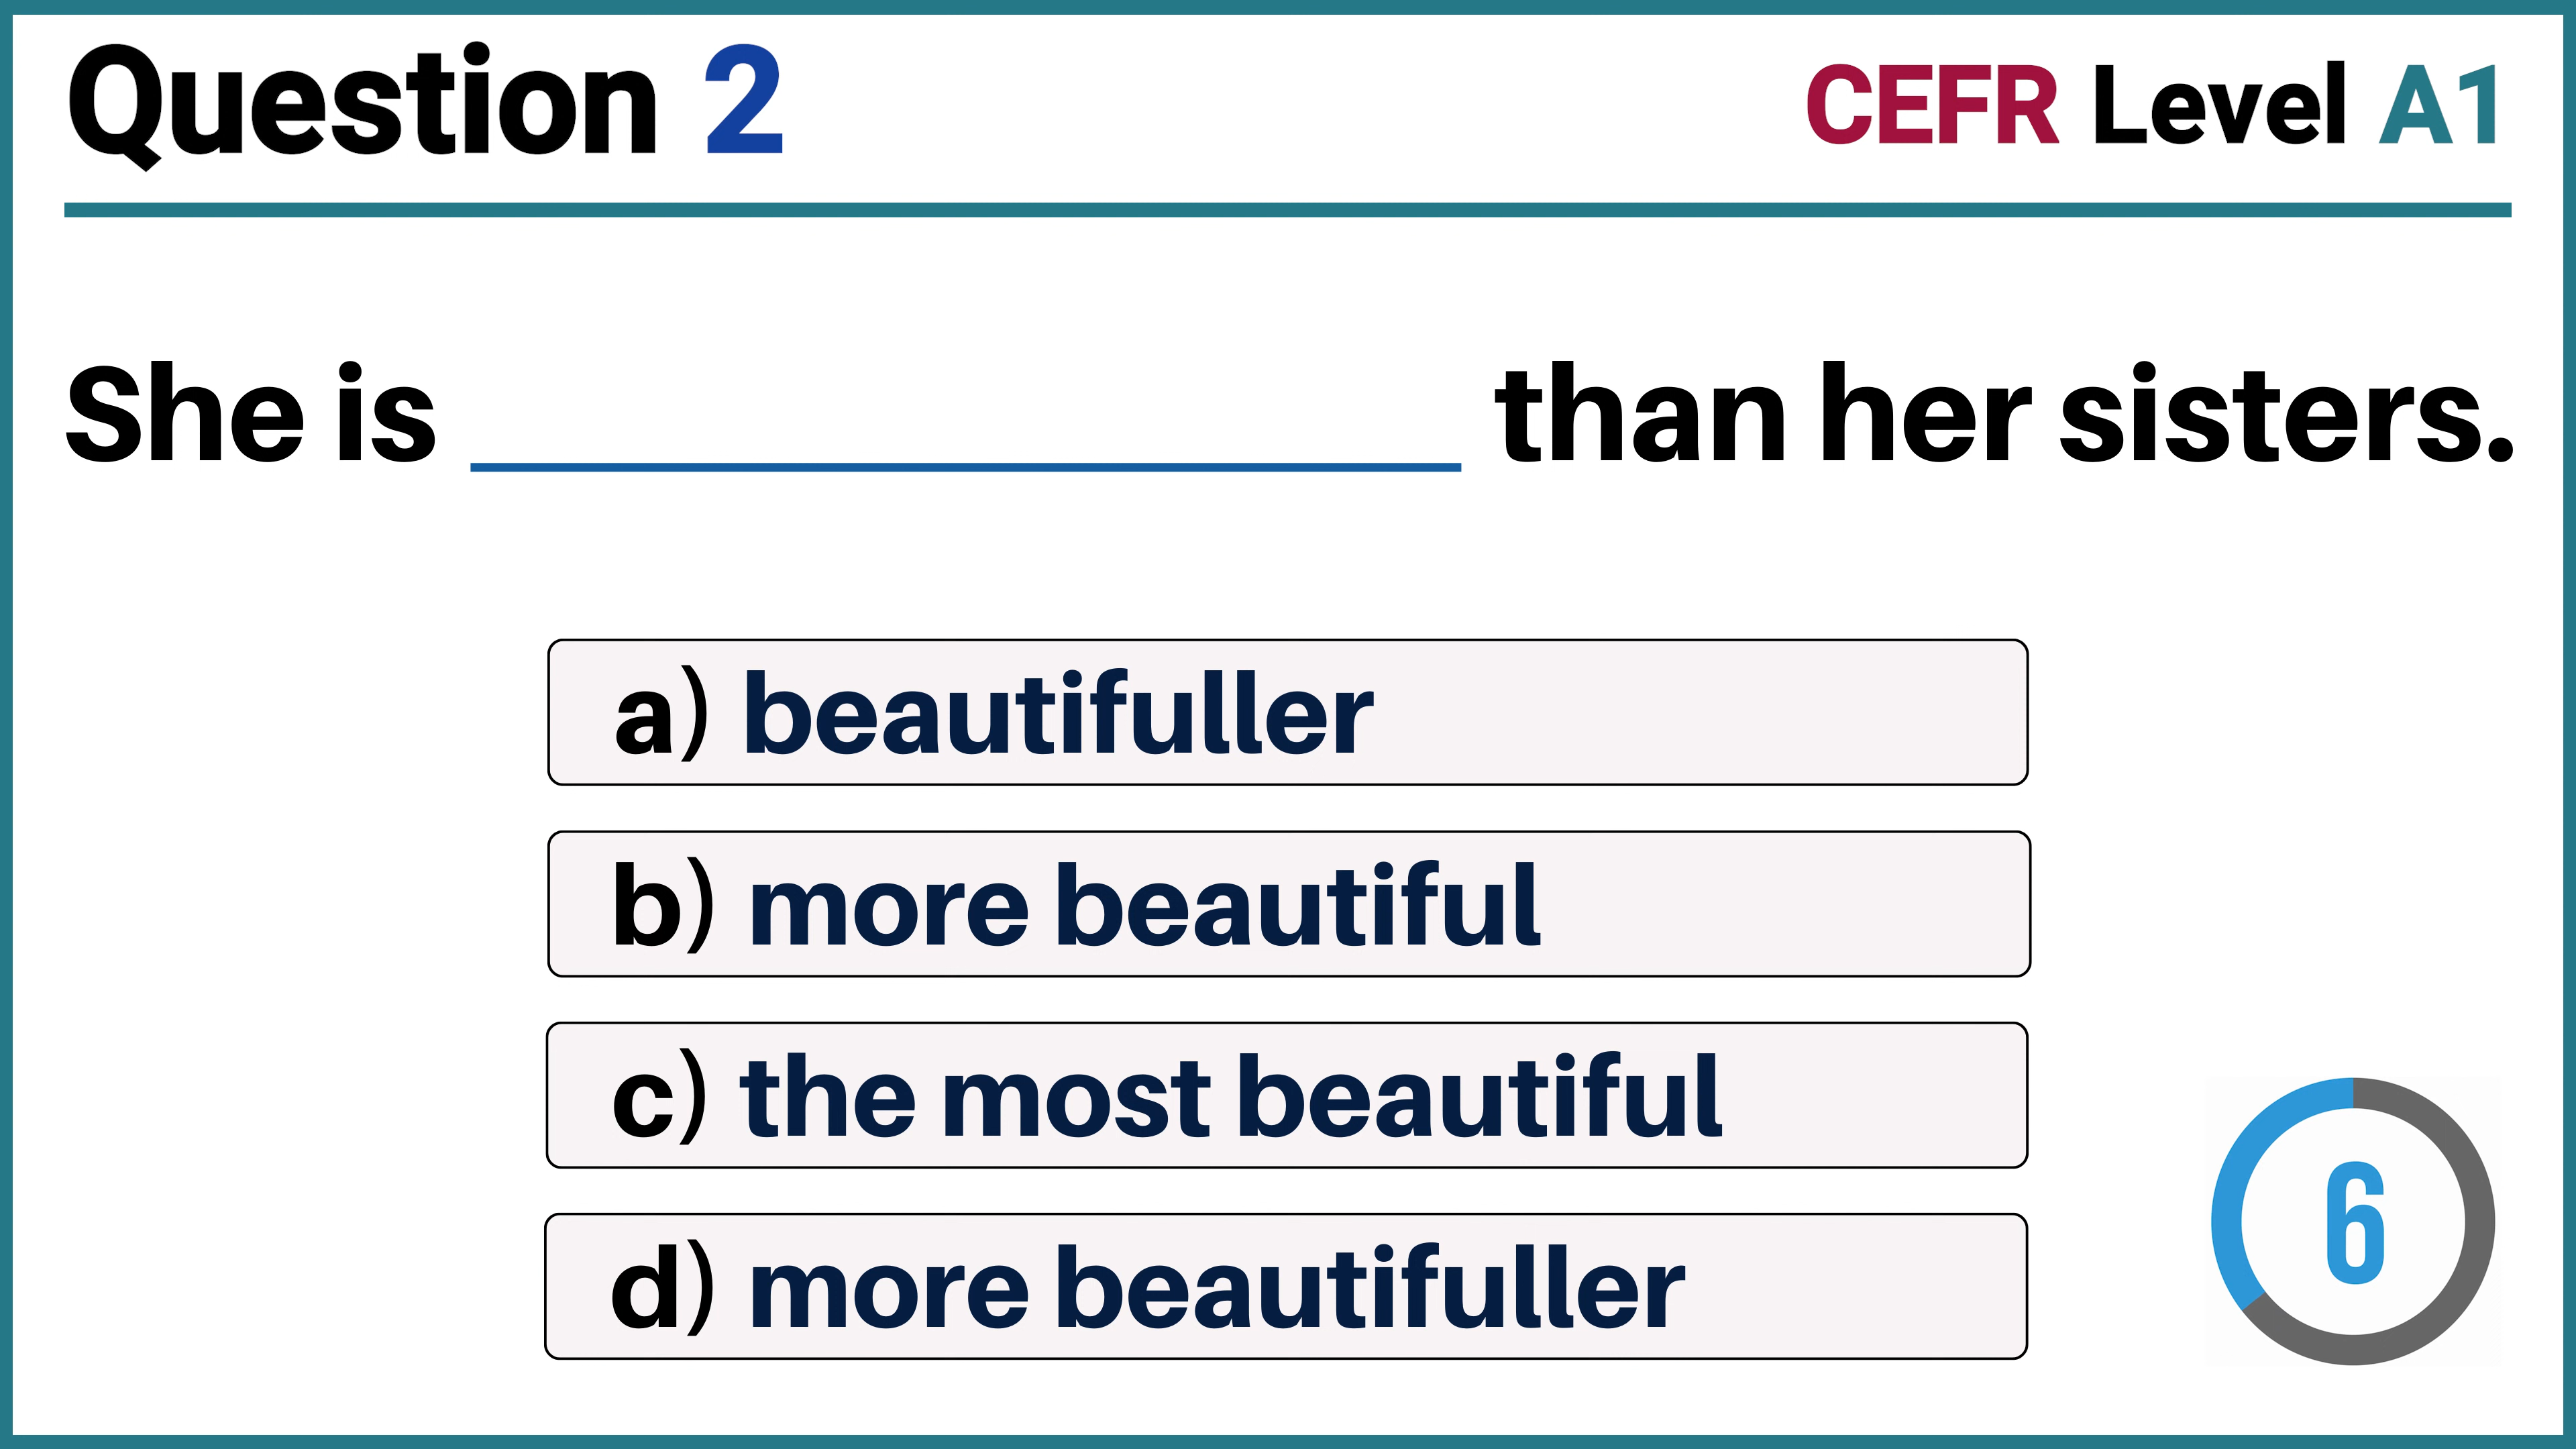 Question 2
CEFR Level A1
She is ____________ than her sisters.
a) beautifuller
b) more beautiful
c) the most beautiful
d) more beautifuller
6